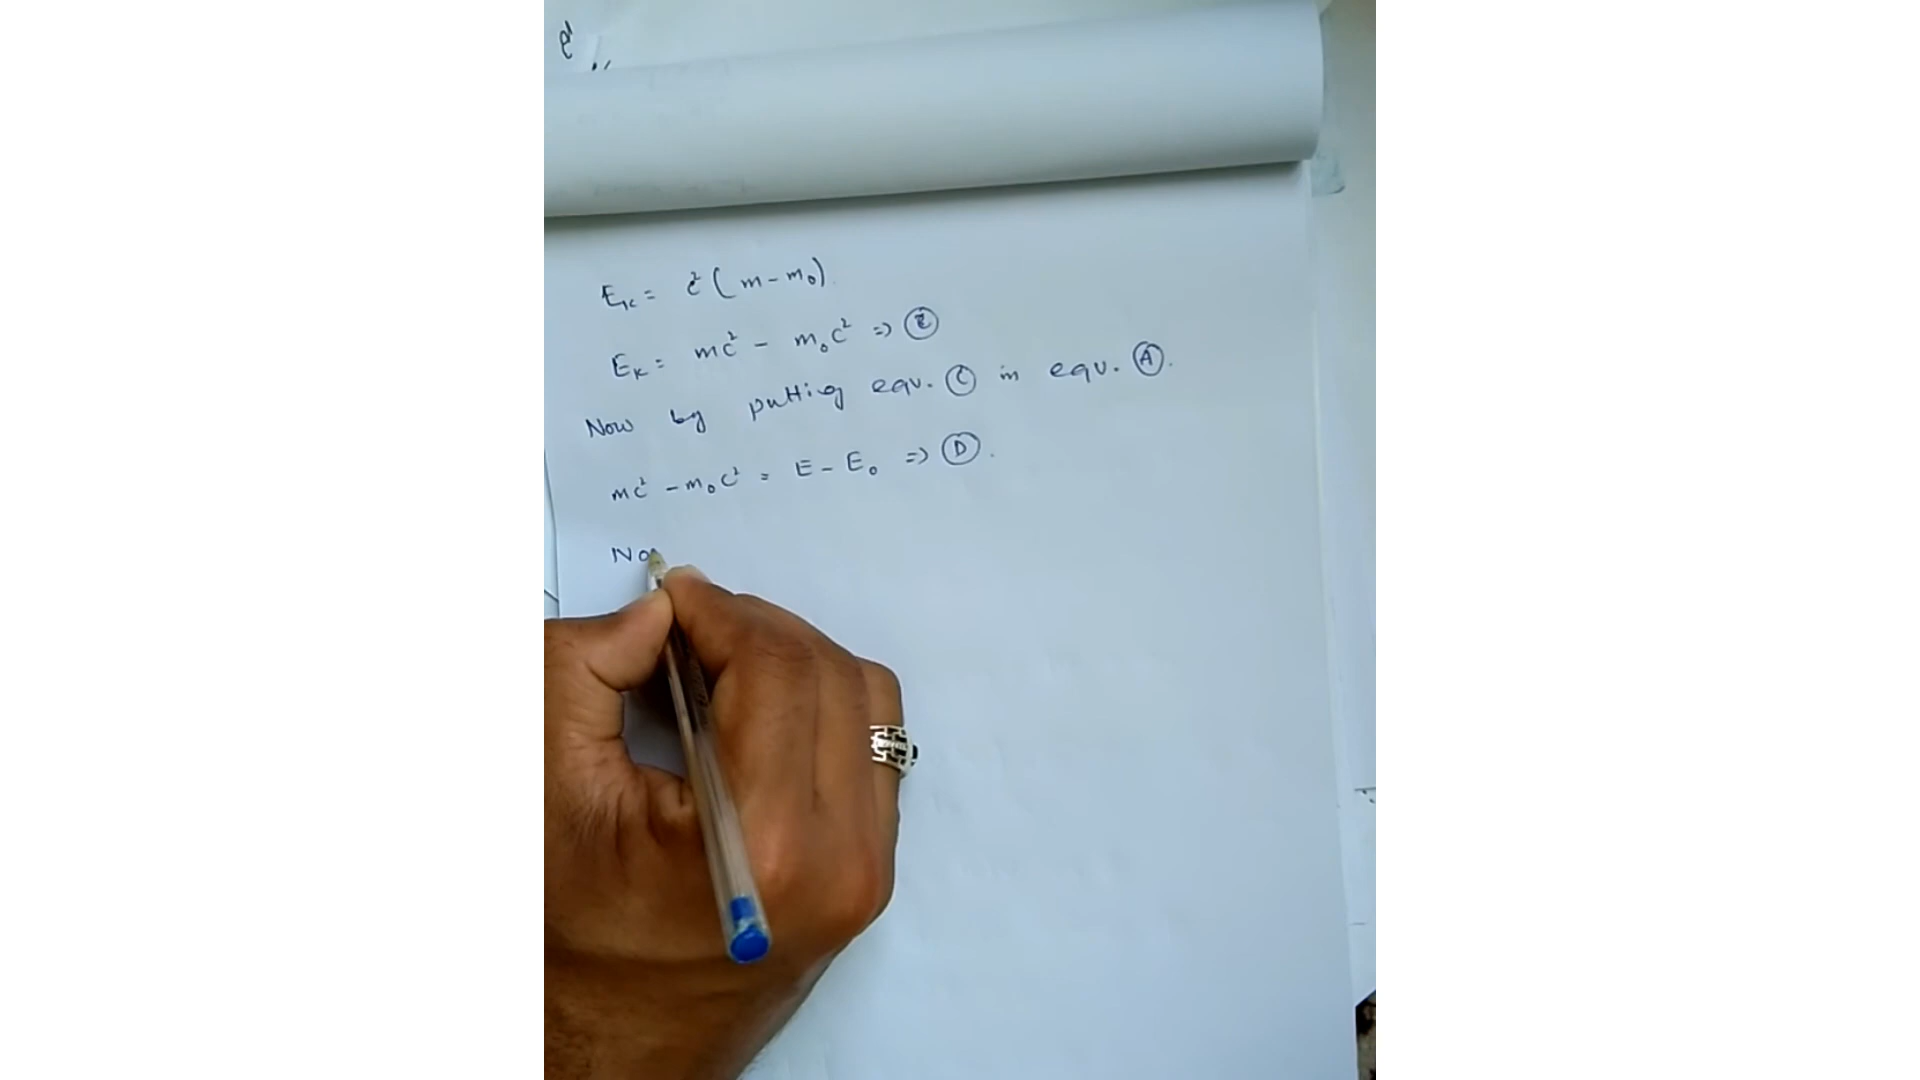 Eₖ = c² ( m - m₀)
Eₖ = mc² - m₀c² => Ⓒ
Now by putting equ. Ⓒ in equ. Ⓐ.
mc² - m₀c² = E - E₀ => Ⓓ.
No